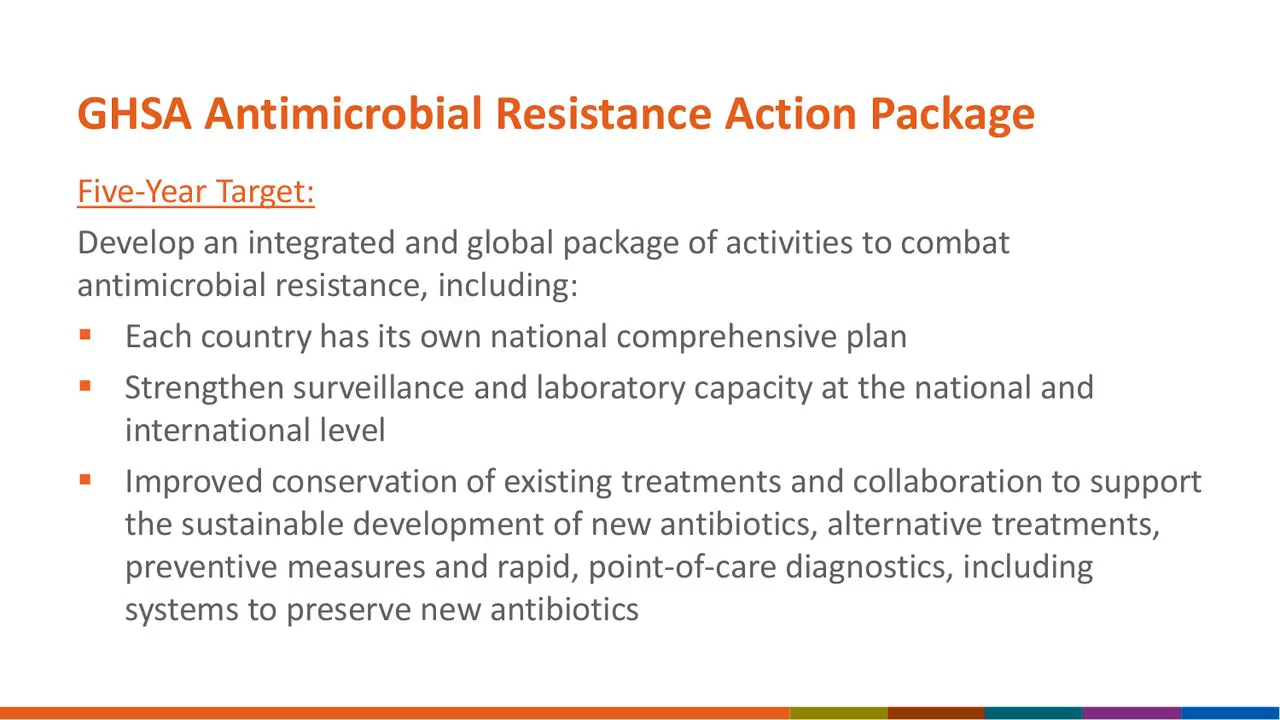 GHSA Antimicrobial Resistance Action Package
Five-Year Target:
Develop an integrated and global package of activities to combat
antimicrobial resistance, including:
▪ Each country has its own national comprehensive plan
▪ Strengthen surveillance and laboratory capacity at the national and
international level
▪ Improved conservation of existing treatments and collaboration to support
the sustainable development of new antibiotics, alternative treatments,
preventive measures and rapid, point-of-care diagnostics, including
systems to preserve new antibiotics